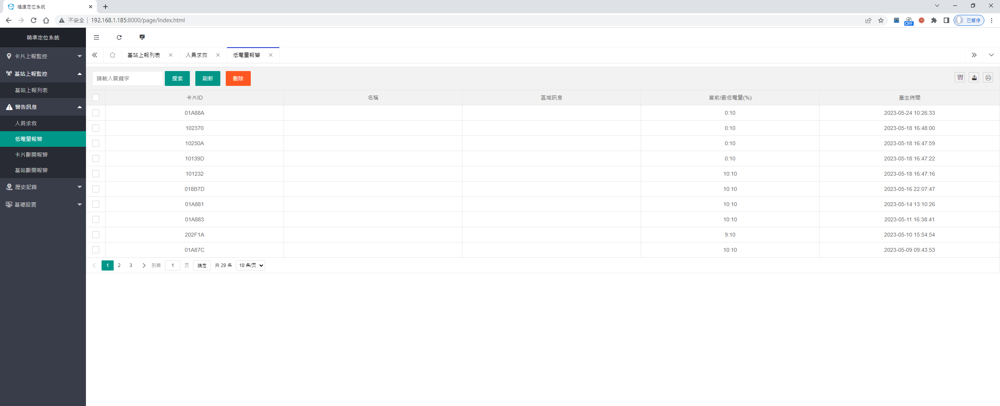 精準定位系統
不安全 192.168.1.185:8000/page/index.html
OFF
已暫停
精準定位系統
卡片上報監控
基站上報監控
基站上報列表
警告訊息
人員求救
低電量報警
卡片斷開報警
基站斷開報警
歷史記錄
基礎設置
基站上報列表 人員求救 低電量報警
請輸入關鍵字 搜索 刷新 刪除
卡片ID 名稱 區域訊息 當前/最低電量(%) 產生時間
01A88A 0:10 2023-05-24 10:26:33
102370 0:10 2023-05-18 16:48:00
10250A 0:10 2023-05-18 16:47:59
10139D 0:10 2023-05-18 16:47:22
101232 10:10 2023-05-18 16:47:16
018B7D 10:10 2023-05-16 22:07:47
01A881 10:10 2023-05-14 13:10:26
01A883 10:10 2023-05-11 16:38:41
202F1A 9:10 2023-05-10 15:54:54
01A87C 10:10 2023-05-09 09:43:53
1 2 3 到第 1 页 确定 共 29 条 10 条/页